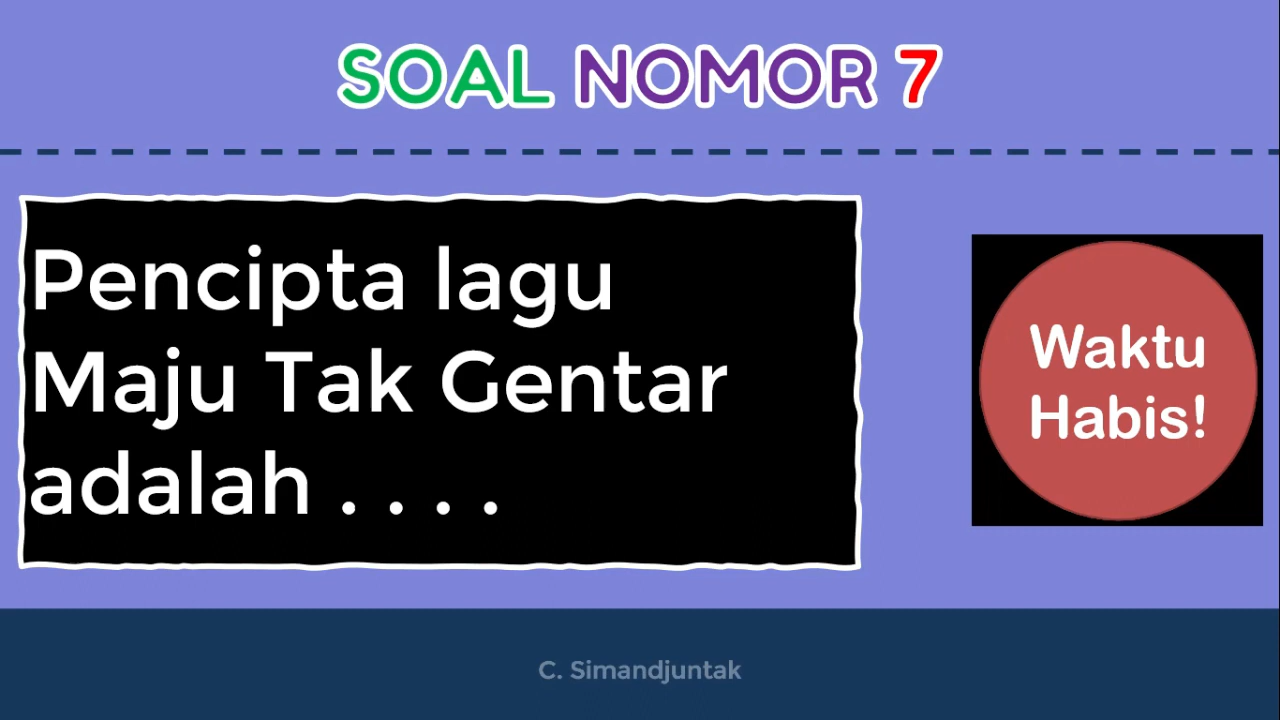 SOAL NOMOR 7
Pencipta lagu
Maju Tak Gentar
adalah . . . .
Waktu
Habis!
C. Simandjuntak